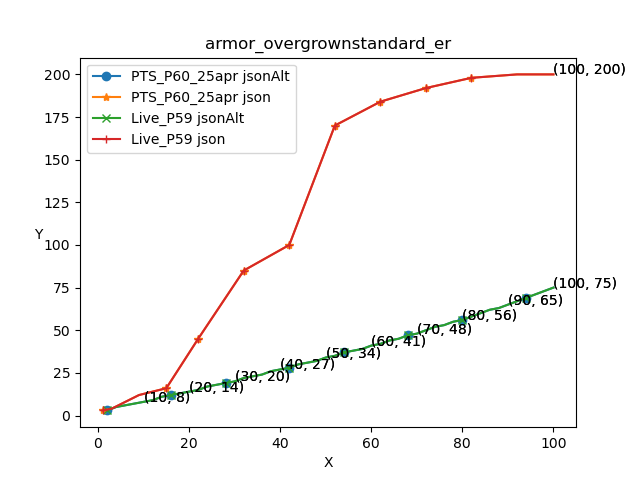 armor_overgrownstandard_er
PTS_P60_25apr jsonAlt
PTS_P60_25apr json
Live_P59 jsonAlt
Live_P59 json
(100, 200)
(100, 75)
(90, 65)
(80, 56)
(70, 48)
(60, 41)
(50, 34)
(40, 27)
(30, 20)
(20, 14)
(10, 8)
Y
200
175
150
125
100
75
50
25
0
0 20 40 60 80 100
X